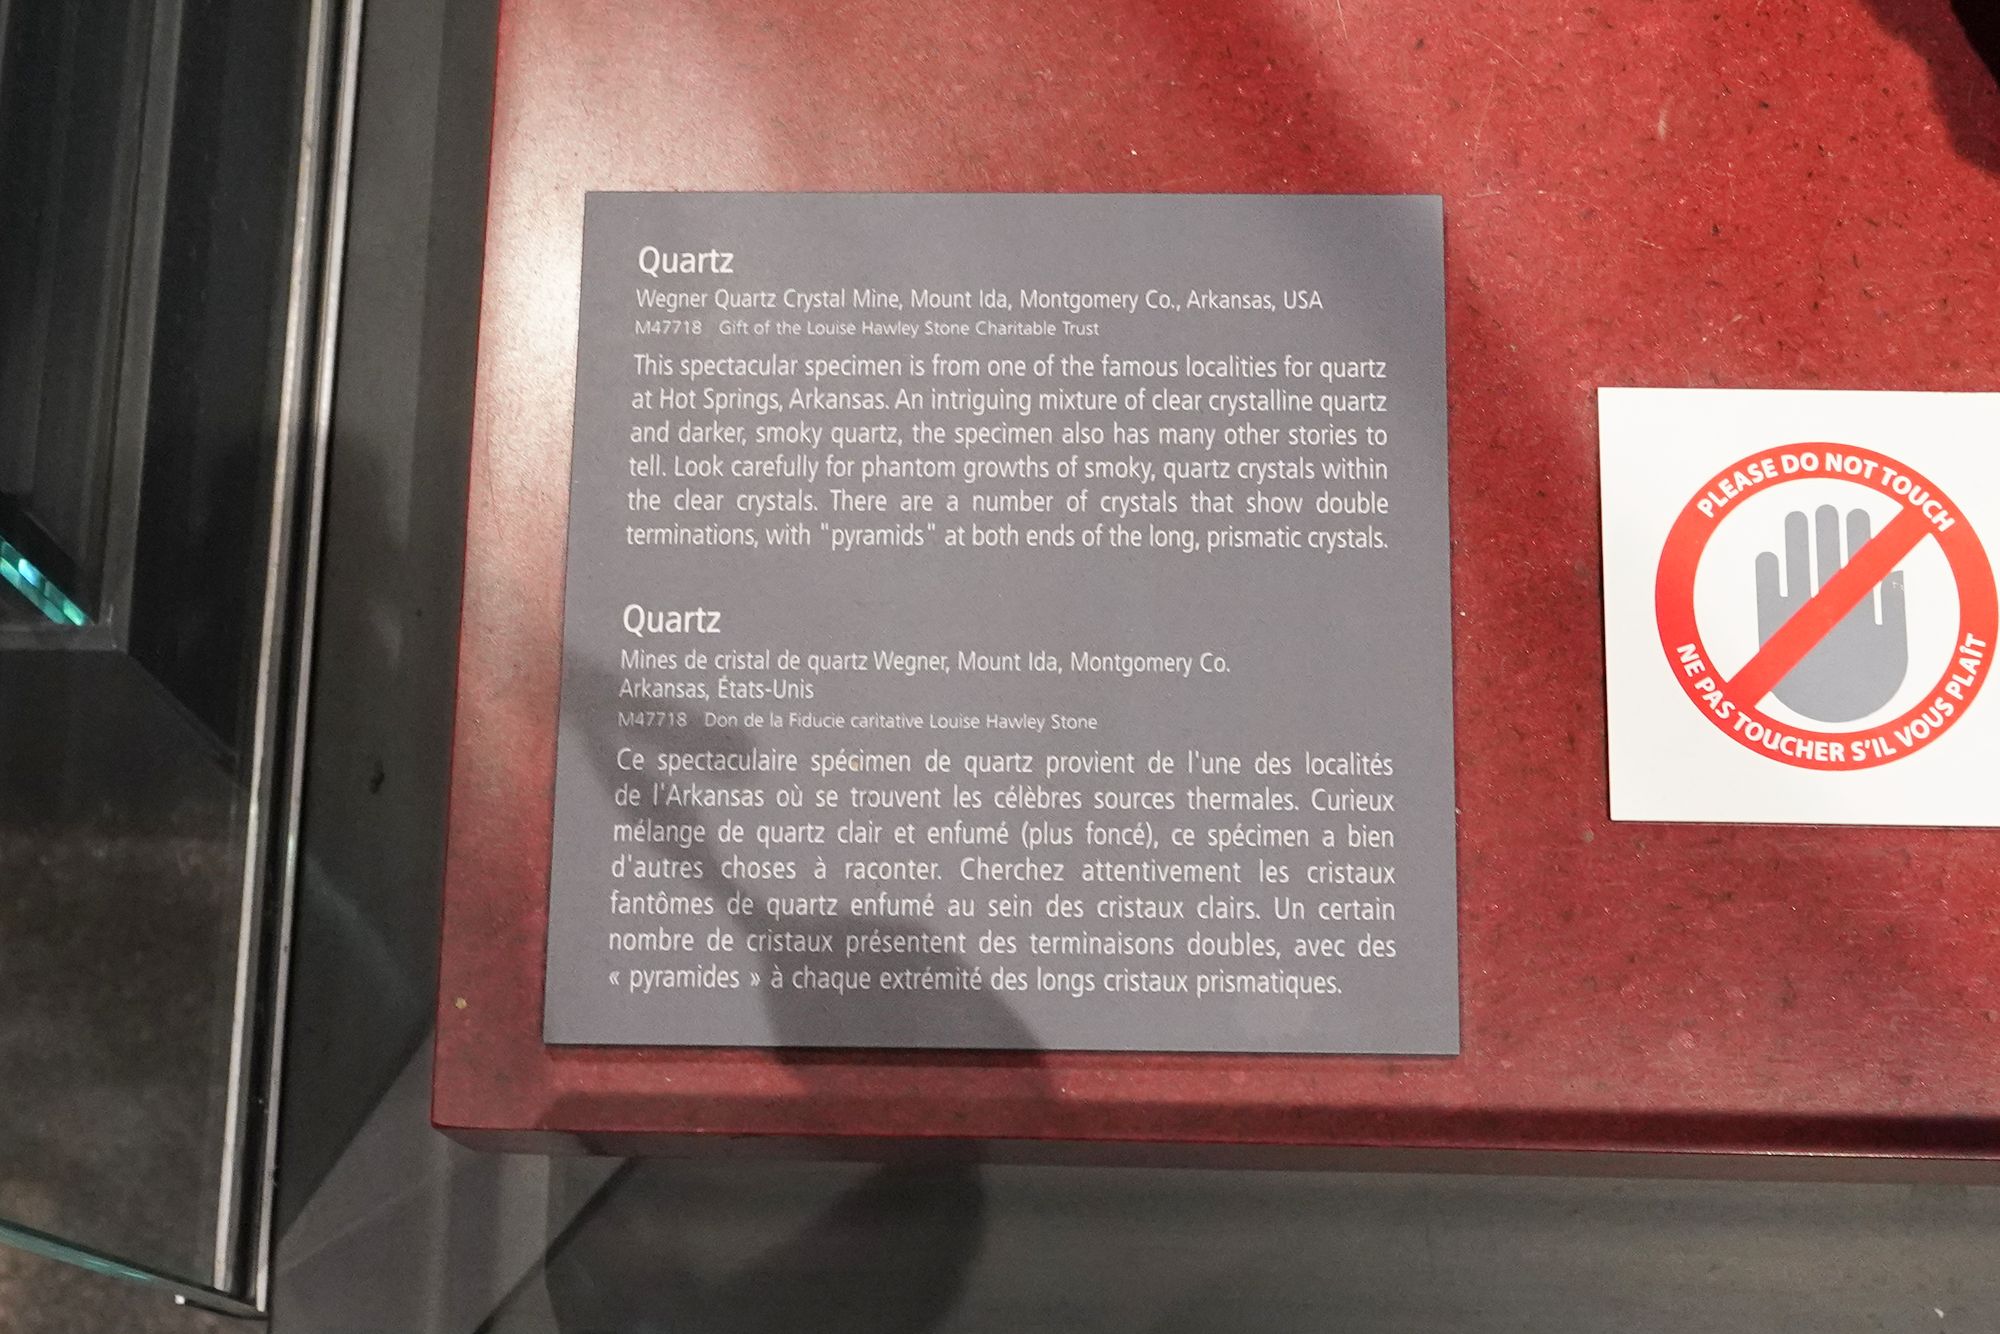 Quartz
Wegner Quartz Crystal Mine, Mount Ida, Montgomery Co., Arkansas, USA
M47718 Gift of the Louise Hawley Stone Charitable Trust
This spectacular specimen is from one of the famous localities for quartz
at Hot Springs, Arkansas. An intriguing mixture of clear crystalline quartz
and darker, smoky quartz, the specimen also has many other stories to
tell. Look carefully for phantom growths of smoky, quartz crystals within
the clear crystals. There are a number of crystals that show double
terminations, with "pyramids" at both ends of the long, prismatic crystals.
Quartz
Mines de cristal de quartz Wegner, Mount Ida, Montgomery Co.
Arkansas, États-Unis
M47718 Don de la Fiducie caritative Louise Hawley Stone
Ce spectaculaire spécimen de quartz provient de l'une des localités
de l'Arkansas où se trouvent les célèbres sources thermales. Curieux
mélange de quartz clair et enfumé (plus foncé), ce spécimen a bien
d'autres choses à raconter. Cherchez attentivement les cristaux
fantômes de quartz enfumé au sein des cristaux clairs. Un certain
nombre de cristaux présentent des terminaisons doubles, avec des
« pyramides » à chaque extrémité des longs cristaux prismatiques.
PLEASE DO NOT TOUCH
NE PAS TOUCHER S'IL VOUS PLAÎT